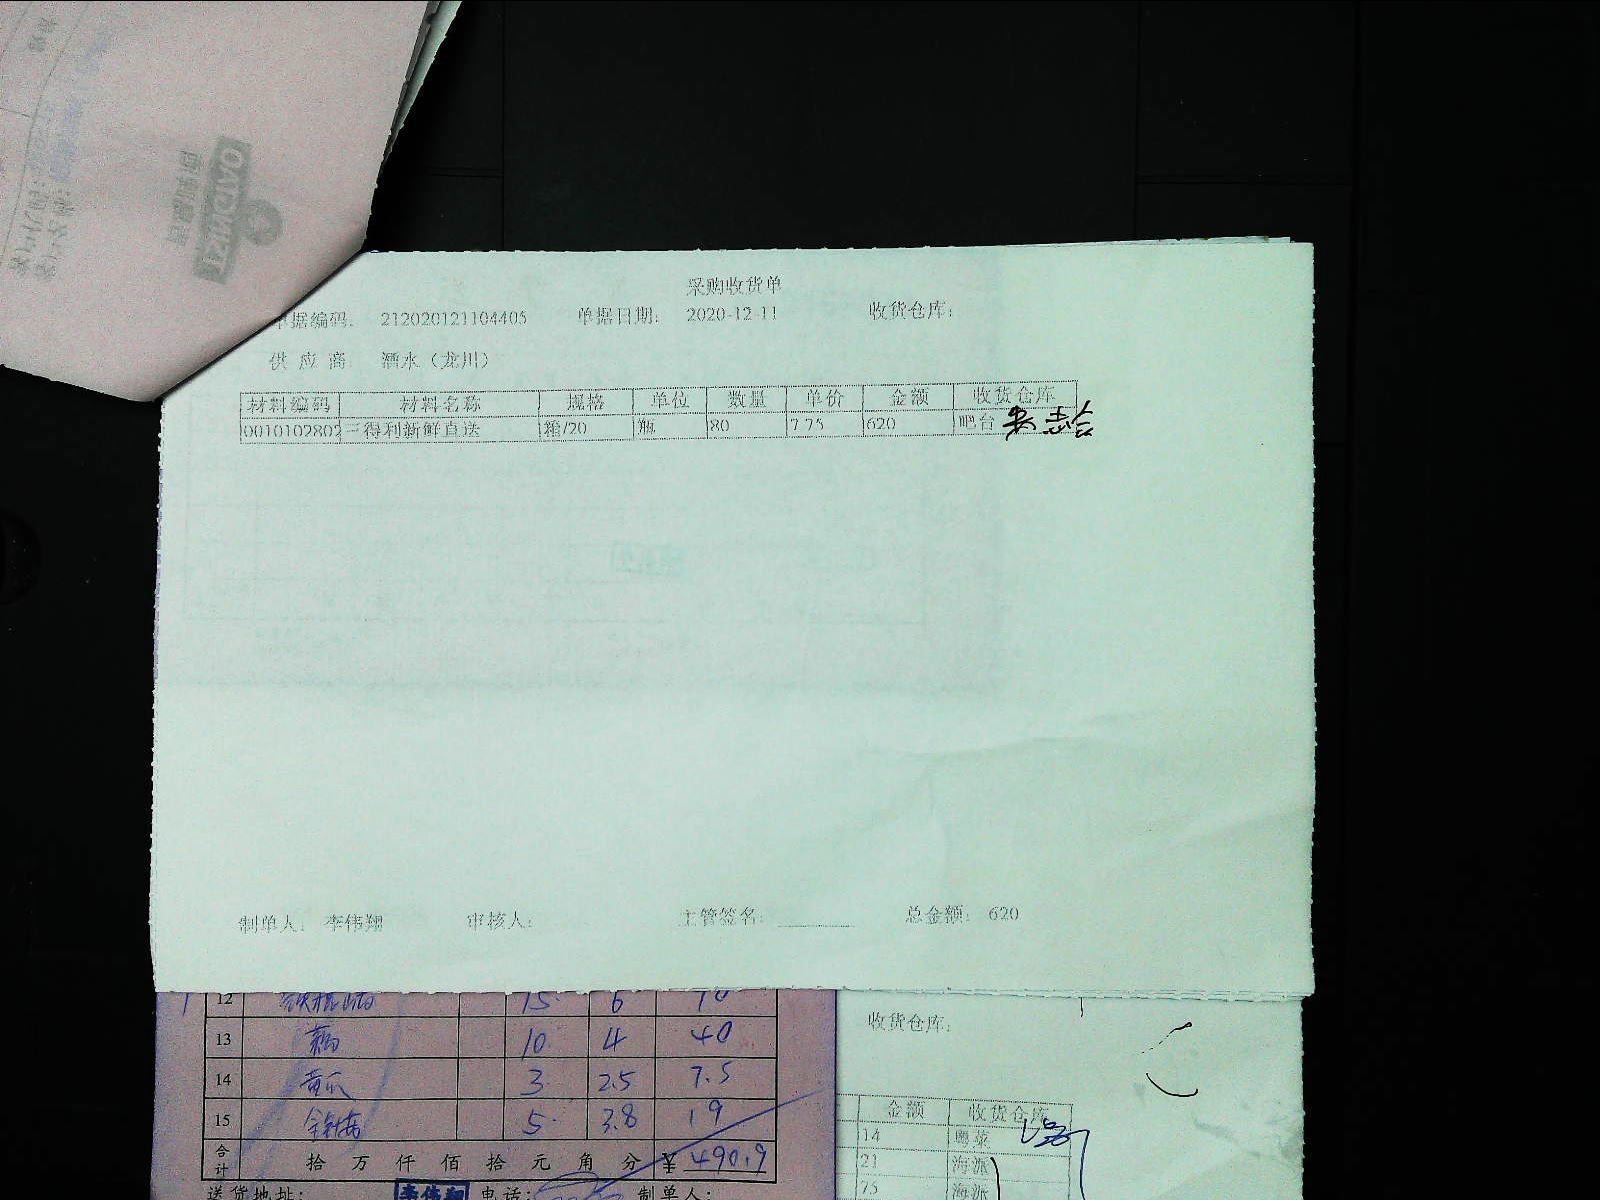 采购收货单
单据编码: 212020121104405 单据日期: 2020-12-11 收货仓库:
供应商: 酒水（龙川）
材料编码 材料名称 规格 单位 数量 单价 金额 收货仓库
0010102802 三得利新鲜直送 箱/20 瓶 80 7.75 620 吧台
制单人: 李伟翔 审核人: 主管签名: 总金额: 620
12 15 6
13 10 4 40
14 黄瓜 3 2.5 7.5
15 5 3.8 19
合计 拾 万 仟 佰 拾 元 角 分 ¥ 490.9
送货地址: 李伟翔 电话: 制单人:
收货仓库:
金额 收货仓库
14 粤菜
21 海派
75 海派